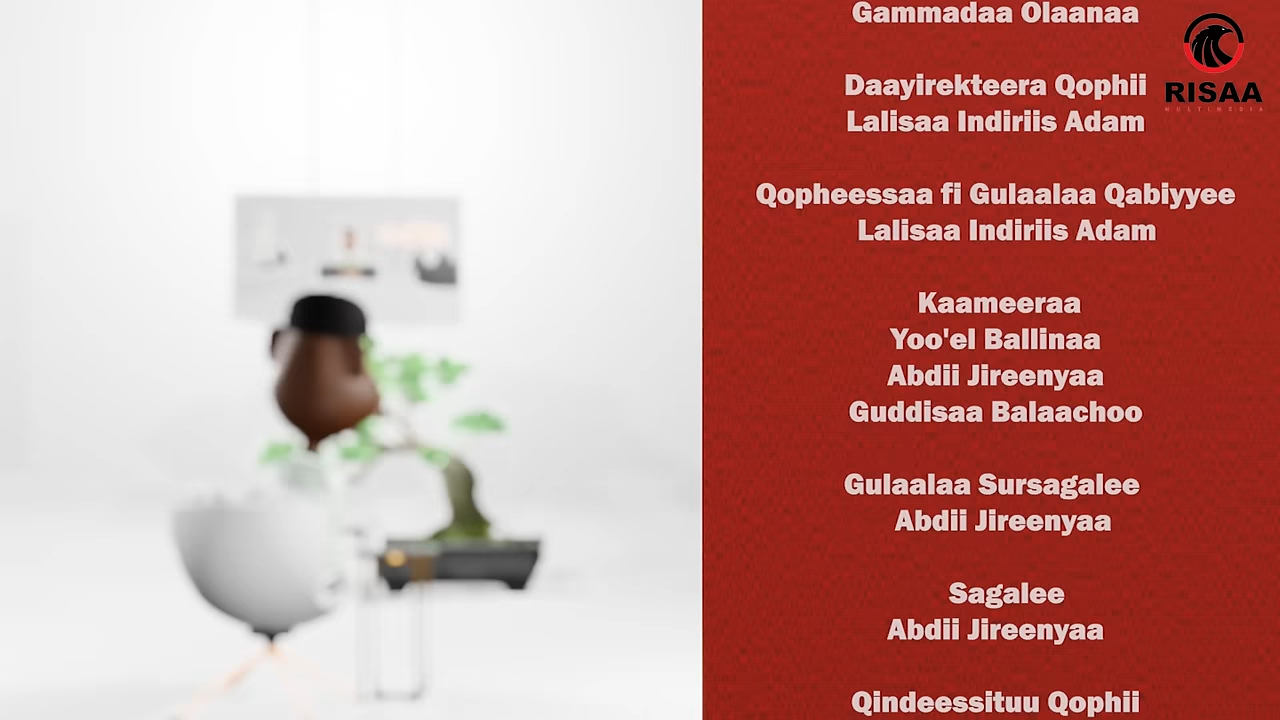 Gammadaa Olaanaa
Daayirekteera Qophii
Lalisaa Indiriis Adam
Qopheessaa fi Gulaalaa Qabiyyee
Lalisaa Indiriis Adam
Kaameeraa
Yoo'el Ballinaa
Abdii Jireenyaa
Guddisaa Balaachoo
Gulaalaa Sursagalee
Abdii Jireenyaa
Sagalee
Abdii Jireenyaa
Qindeessituu Qophii
RISAA
MULTIMEDIA